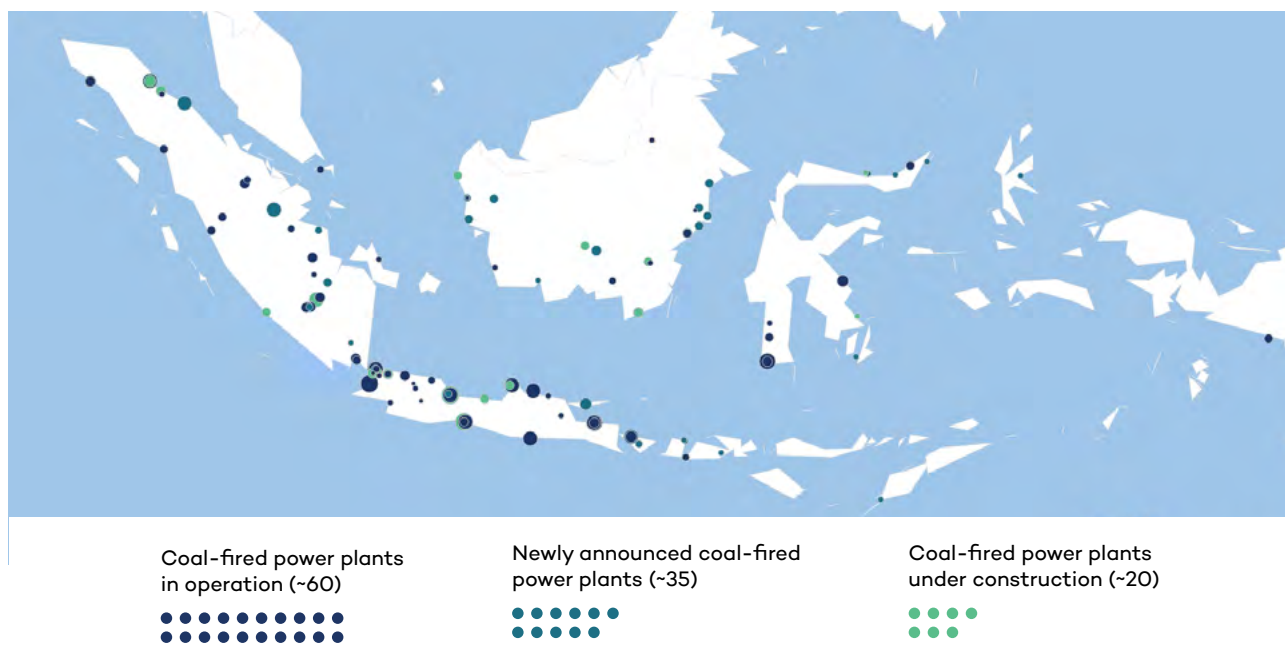 Coal-fired power plants
in operation (~60)
Newly announced coal-fired
power plants (~35)
Coal-fired power plants
under construction (~20)